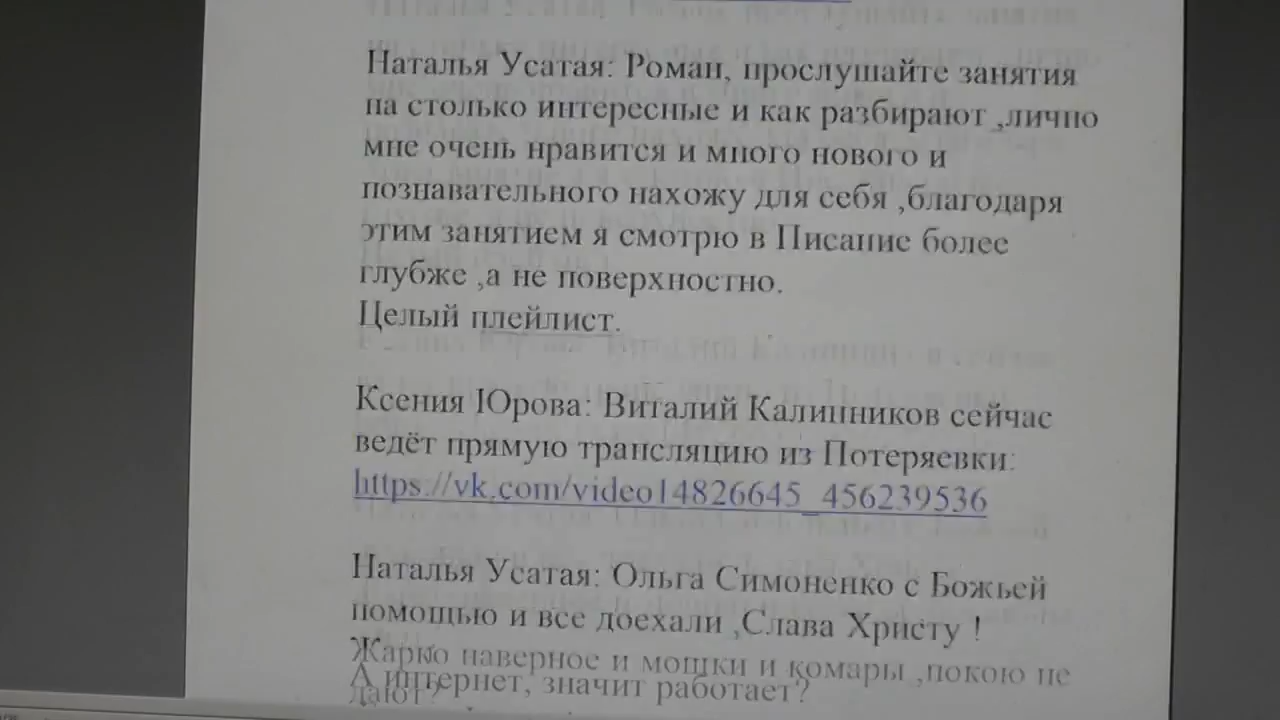 Наталья Усатая: Роман, прослушайте занятия
на столько интересные и как разбирают ,лично
мне очень нравится и много нового и
познавательного нахожу для себя ,благодаря
этим занятием я смотрю в Писание более
глубже ,а не поверхностно.
Целый плейлист.
Ксения Юрова: Виталий Калинников сейчас
ведёт прямую трансляцию из Потеряевки:
https://vk.com/video14826645_456239536
Наталья Усатая: Ольга Симоненко с Божьей
помощью и все доехали ,Слава Христу !
Жарко наверное и мошки и комары ,покою не
дают?
А интернет, значит работает?